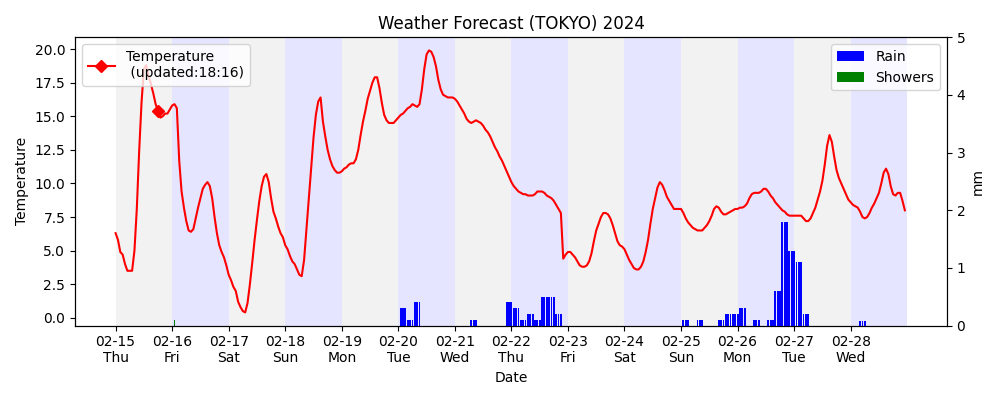 Weather Forecast (TOKYO) 2024
Temperature
(updated:18:16)
Rain
Showers
20.0
17.5
15.0
12.5
10.0
7.5
5.0
2.5
0.0
Temperature
5
4
3
2
1
0
mm
02-15 02-16 02-17 02-18 02-19 02-20 02-21 02-22 02-23 02-24 02-25 02-26 02-27 02-28
Thu Fri Sat Sun Mon Tue Wed Thu Fri Sat Sun Mon Tue Wed
Date